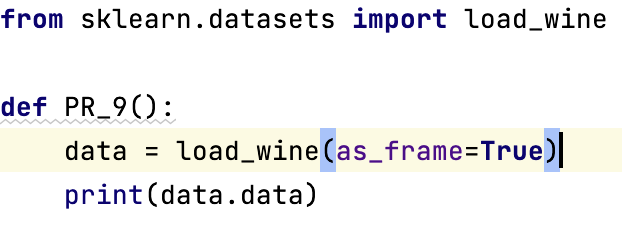 from sklearn.datasets import load_wine
def PR_9():
    data = load_wine(as_frame=True)
    print(data.data)